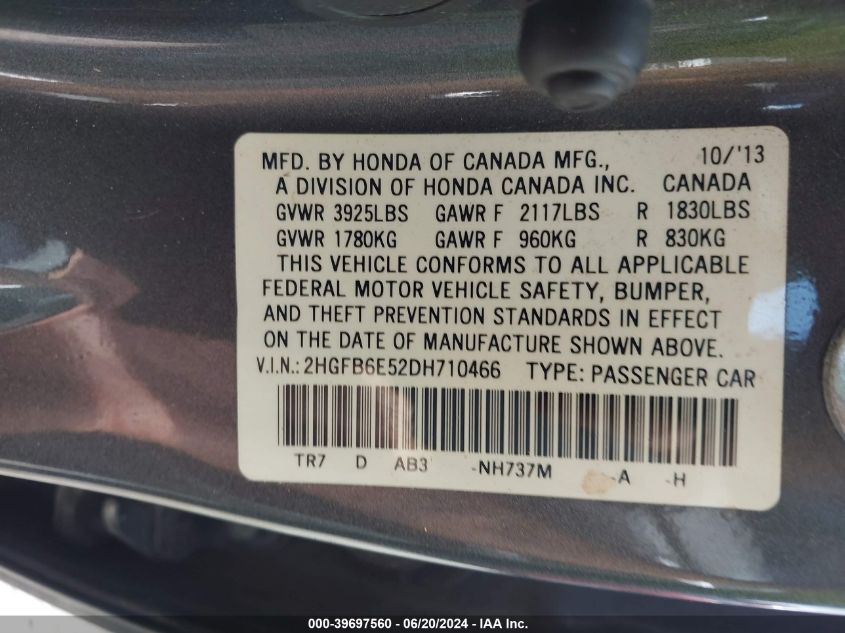 MFD. BY HONDA OF CANADA MFG., 10/'13
A DIVISION OF HONDA CANADA INC. CANADA
GVWR 3925LBS GAWR F 2117LBS R 1830LBS
GVWR 1780KG GAWR F 960KG R 830KG
THIS VEHICLE CONFORMS TO ALL APPLICABLE
FEDERAL MOTOR VEHICLE SAFETY, BUMPER,
AND THEFT PREVENTION STANDARDS IN EFFECT
ON THE DATE OF MANUFACTURE SHOWN ABOVE.
V.I.N.: 2HGFB6E52DH710466 TYPE: PASSENGER CAR
TR7 D AB3 -NH737M -A -H
000-39697560 - 06/20/2024 - IAA Inc.